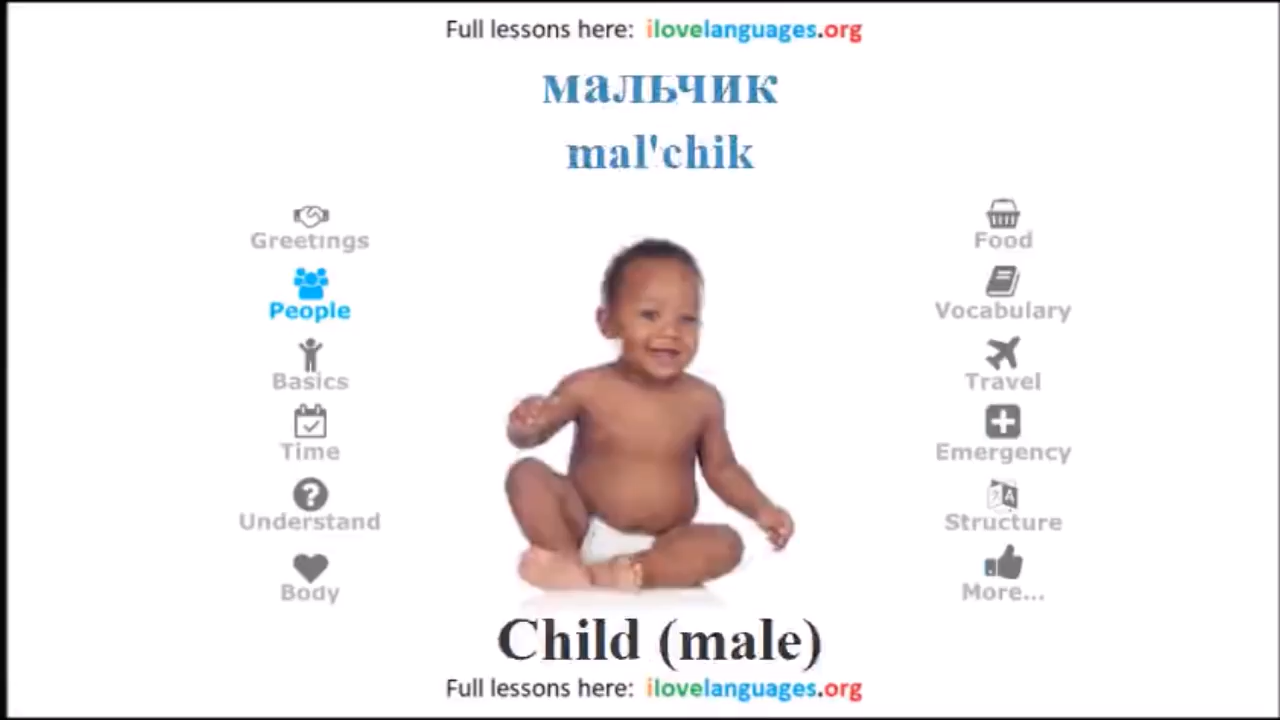 Full lessons here: ilovelanguages.org
мальчик
mal'chik
Greetings
People
Basics
Time
Understand
Body
Food
Vocabulary
Travel
Emergency
Structure
More...
Child (male)
Full lessons here: ilovelanguages.org